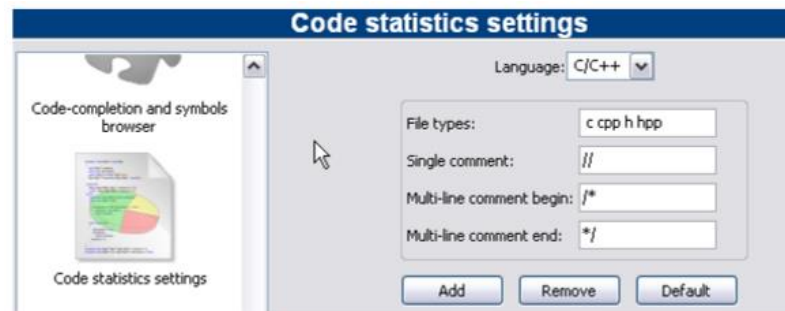 Code statistics settings
Code-completion and symbols
browser
Code statistics settings
Language: C/C++
File types: c cpp h hpp
Single comment: //
Multi-line comment begin: /*
Multi-line comment end: */
Add Remove Default